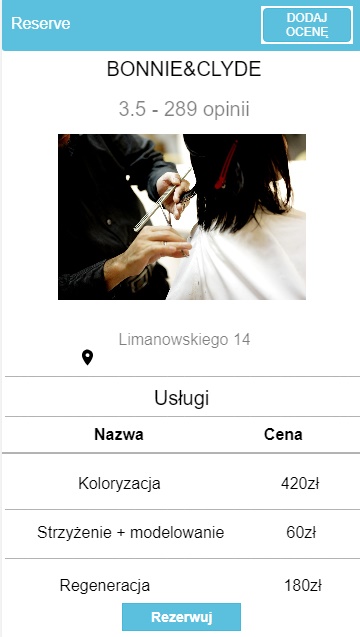 Reserve
DODAJ
OCENĘ
BONNIE&CLYDE
3.5 - 289 opinii
Limanowskiego 14
Usługi
Nazwa Cena
Koloryzacja 420zł
Strzyżenie + modelowanie 60zł
Regeneracja 180zł
Rezerwuj